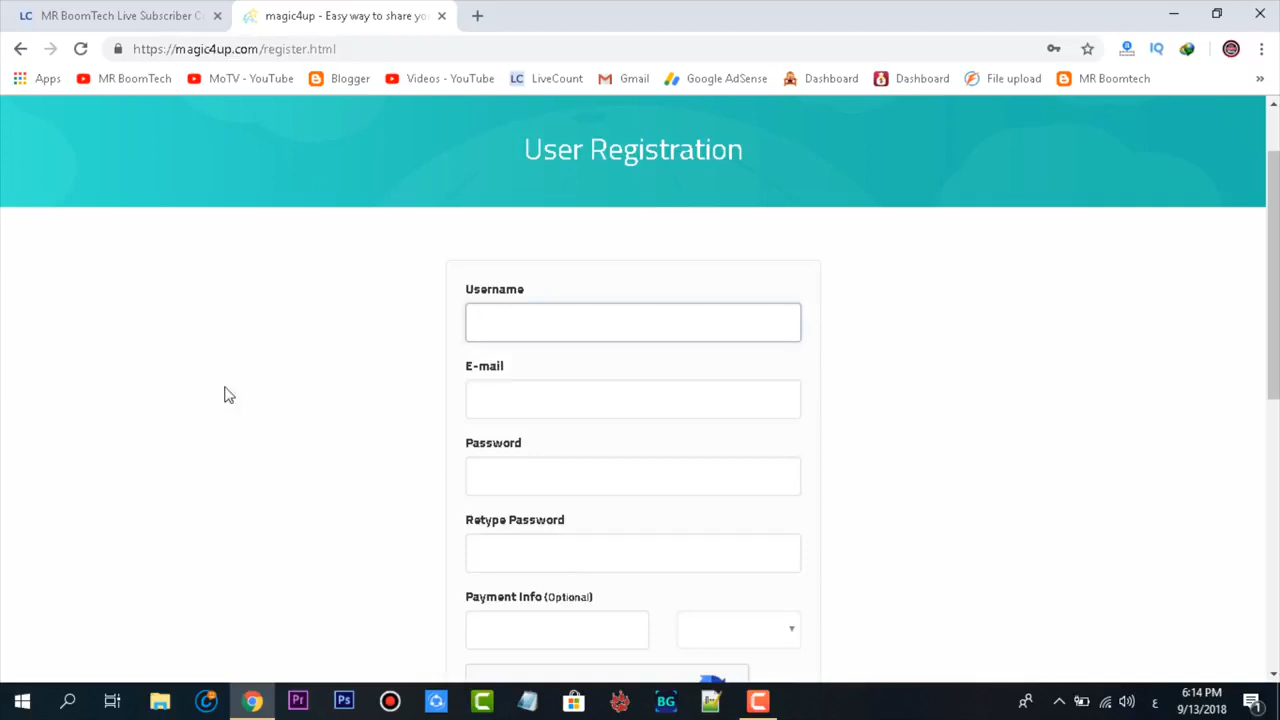 LC MR BoomTech Live Subscriber C
magic4up - Easy way to share yo
https://magic4up.com/register.html
Apps MR BoomTech MoTV - YouTube Blogger Videos - YouTube LC LiveCount Gmail Google AdSense Dashboard Dashboard File upload MR Boomtech »
User Registration
Username
E-mail
Password
Retype Password
Payment Info (Optional)
6:14 PM
9/13/2018
ع